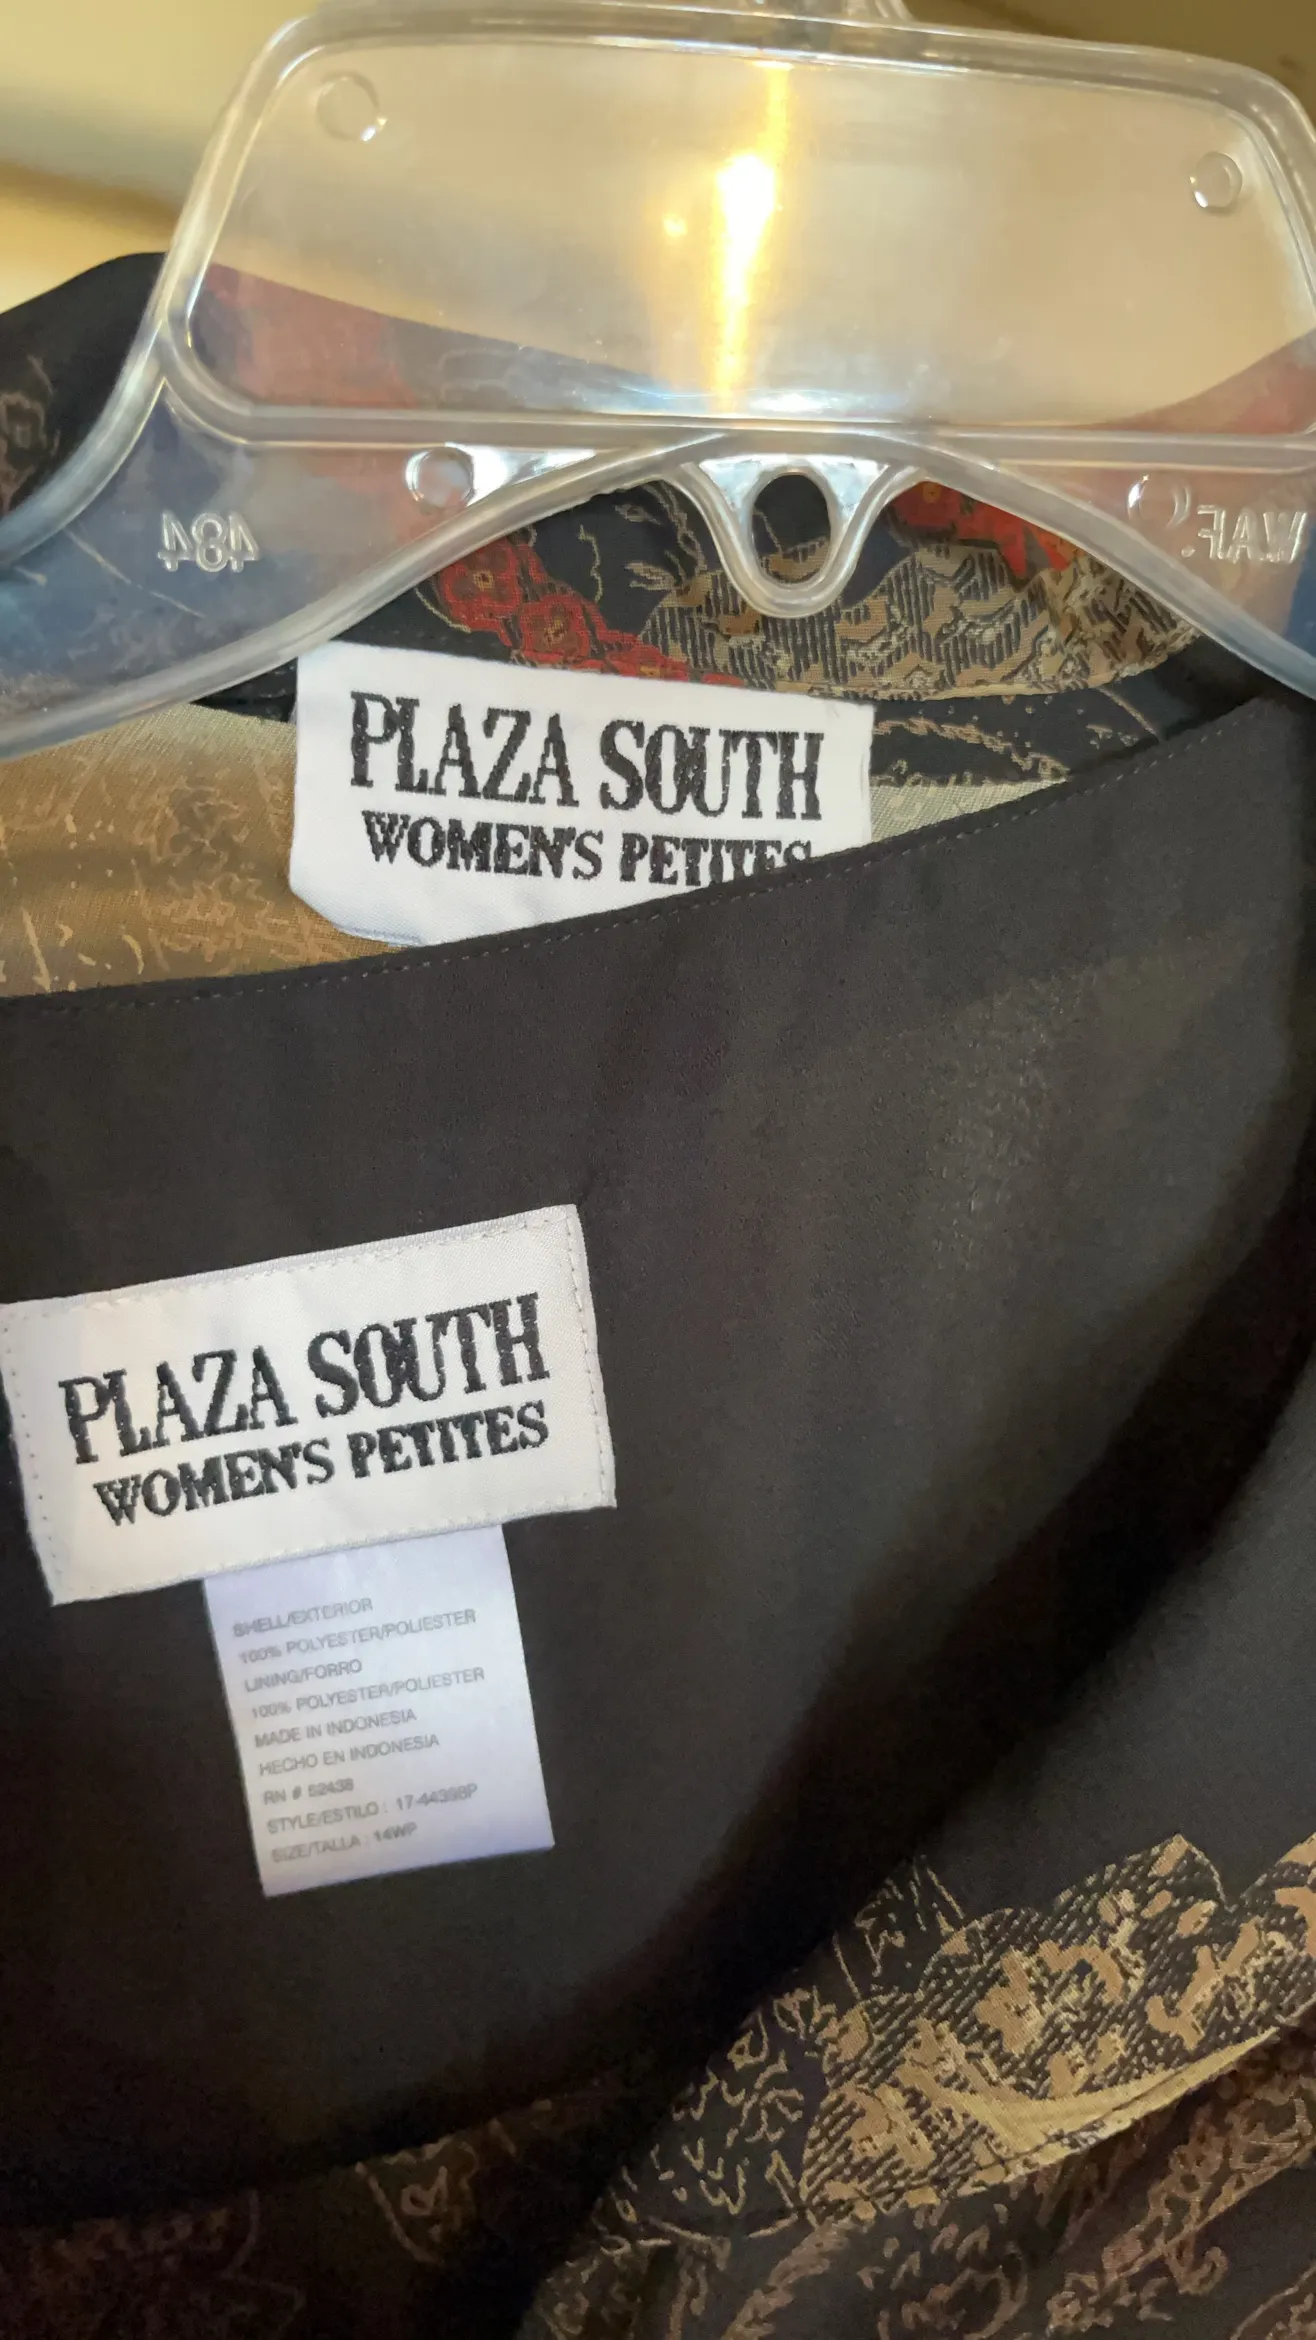 484
W.A.F.
PLAZA SOUTH
WOMEN'S PETITES
PLAZA SOUTH
WOMEN'S PETITES
SHELL/EXTERIOR
100% POLYESTER/POLIESTER
LINING/FORRO
100% POLYESTER/POLIESTER
MADE IN INDONESIA
HECHO EN INDONESIA
RN # 52438
STYLE/ESTILO : 17-44398P
SIZE/TALLA : 14WP